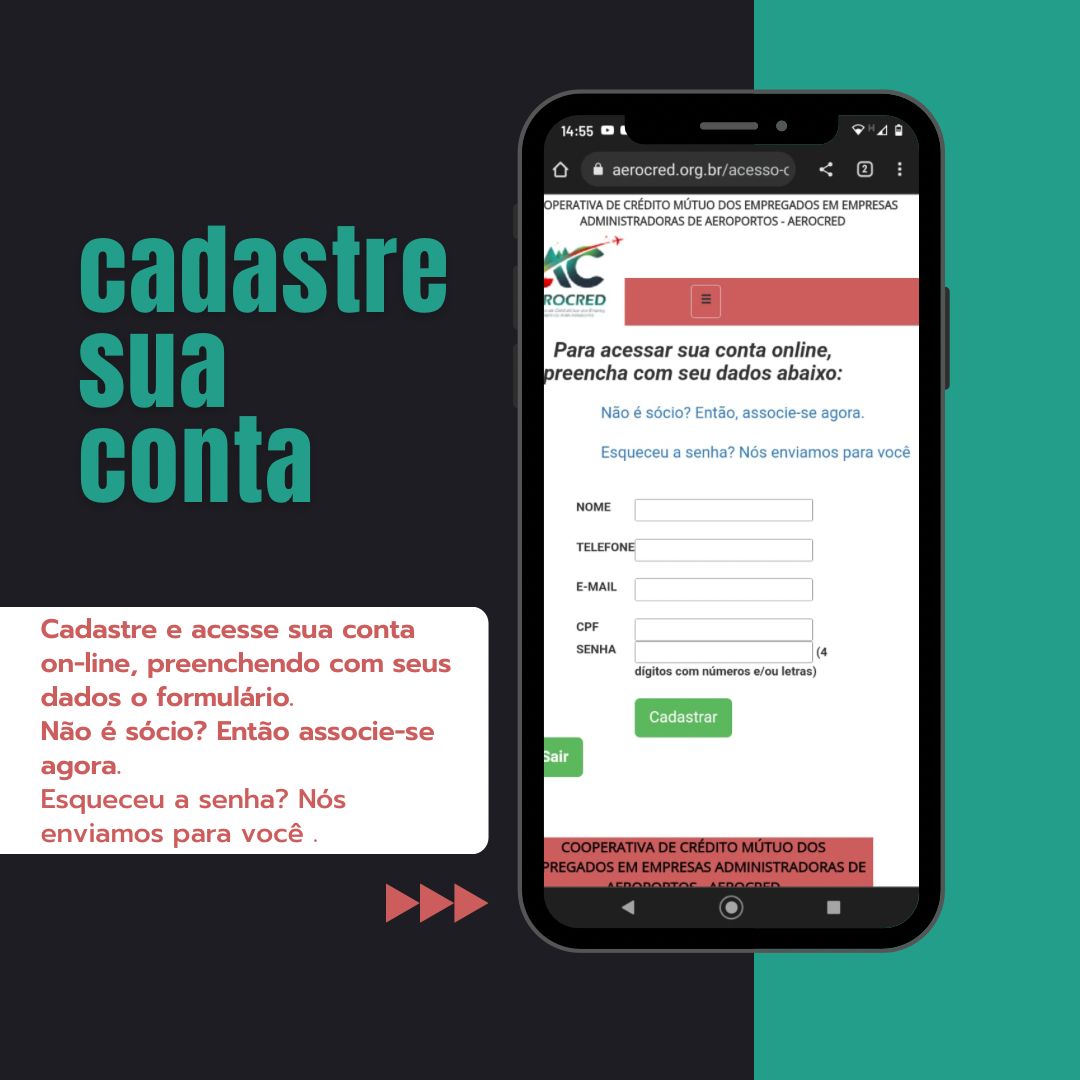 cadastre
sua
conta
Cadastre e acesse sua conta
on-line, preenchendo com seus
dados o formulário.
Não é sócio? Então associe-se
agora.
Esqueceu a senha? Nós
enviamos para você .
14:55
H
aerocred.org.br/acesso-c
2
OPERATIVA DE CRÉDITO MÚTUO DOS EMPREGADOS EM EMPRESAS
ADMINISTRADORAS DE AEROPORTOS - AEROCRED
AC
ROCRED
Para acessar sua conta online,
preencha com seu dados abaixo:
Não é sócio? Então, associe-se agora.
Esqueceu a senha? Nós enviamos para você
NOME
TELEFONE
E-MAIL
CPF
SENHA (4
dígitos com números e/ou letras)
Cadastrar
Sair
COOPERATIVA DE CRÉDITO MÚTUO DOS
PREGADOS EM EMPRESAS ADMINISTRADORAS DE
AEROPORTOS - AEROCRED